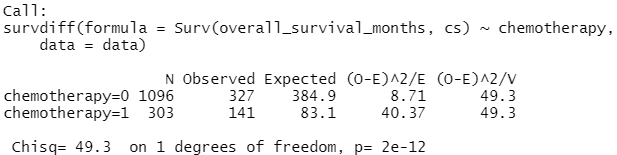 Call:
survdiff(formula = Surv(overall_survival_months, cs) ~ chemotherapy,
    data = data)
                  N Observed Expected (O-E)^2/E (O-E)^2/V
chemotherapy=0 1096      327    384.9      8.71      49.3
chemotherapy=1  303      141     83.1     40.37      49.3
 Chisq= 49.3  on 1 degrees of freedom, p= 2e-12